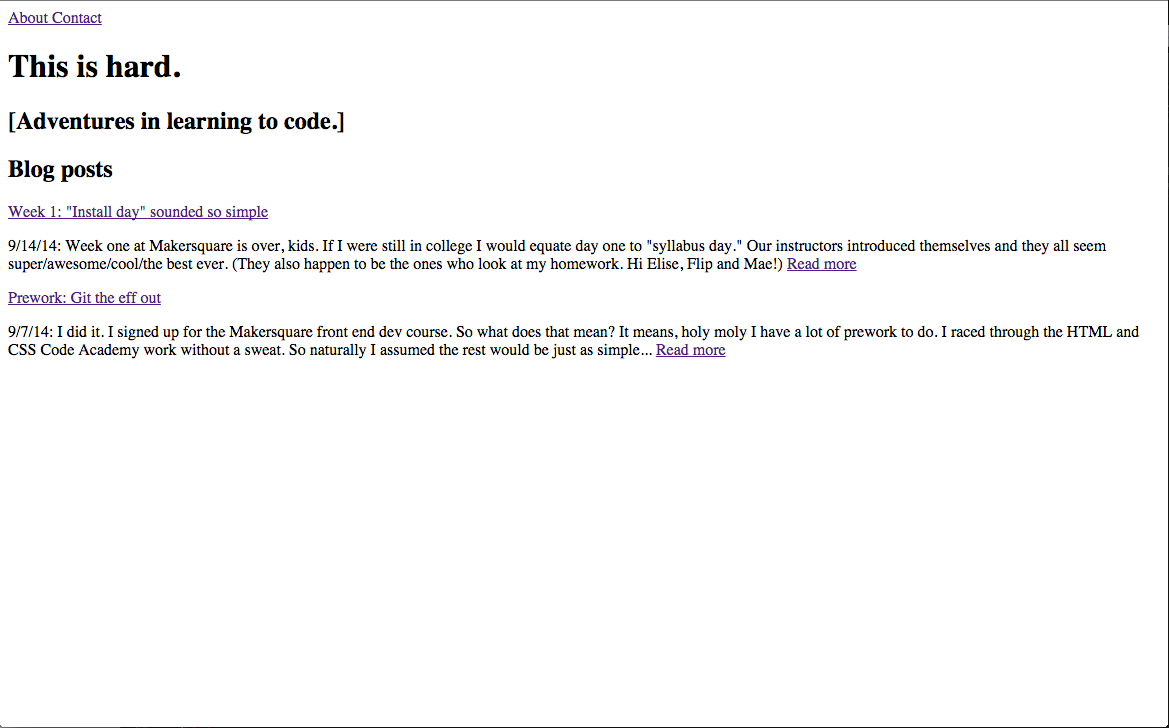 About Contact
This is hard.
[Adventures in learning to code.]
Blog posts
Week 1: "Install day" sounded so simple
9/14/14: Week one at Makersquare is over, kids. If I were still in college I would equate day one to "syllabus day." Our instructors introduced themselves and they all seem
super/awesome/cool/the best ever. (They also happen to be the ones who look at my homework. Hi Elise, Flip and Mae!) Read more
Prework: Git the eff out
9/7/14: I did it. I signed up for the Makersquare front end dev course. So what does that mean? It means, holy moly I have a lot of prework to do. I raced through the HTML and
CSS Code Academy work without a sweat. So naturally I assumed the rest would be just as simple... Read more